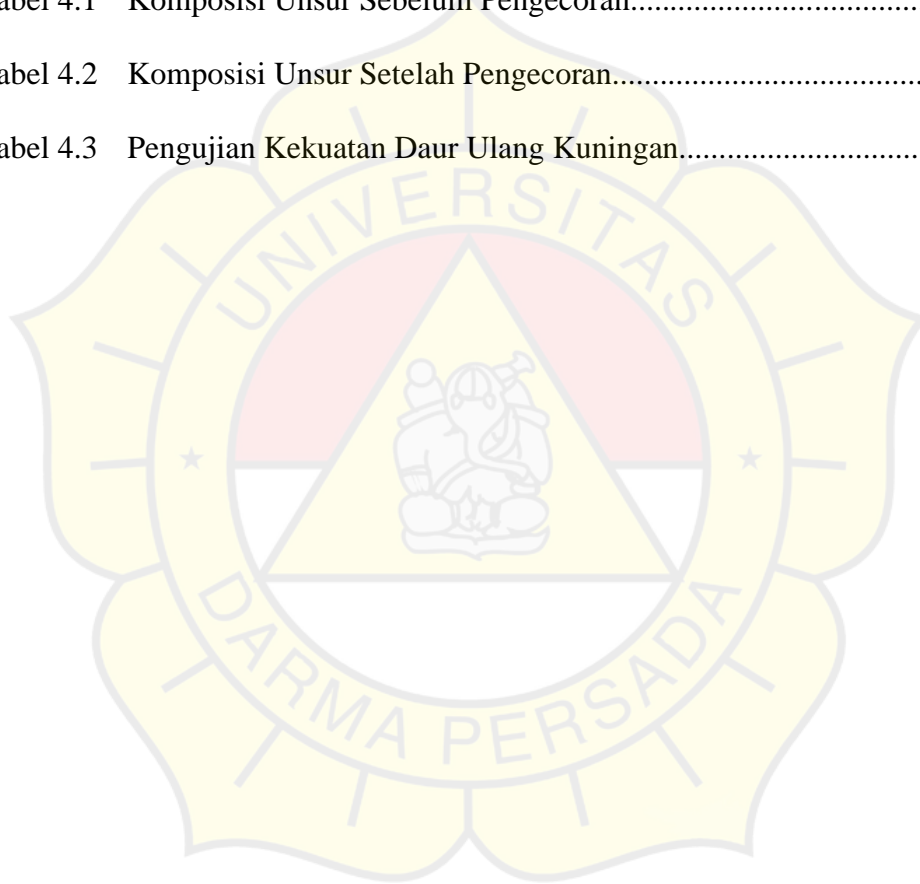 abel 4.1 Komposisi Unsur Sebelum Pengecoran......................................
abel 4.2 Komposisi Unsur Setelah Pengecoran.......................................
abel 4.3 Pengujian Kekuatan Daur Ulang Kuningan..............................
UNIVERSITAS
DARMA PERSADA